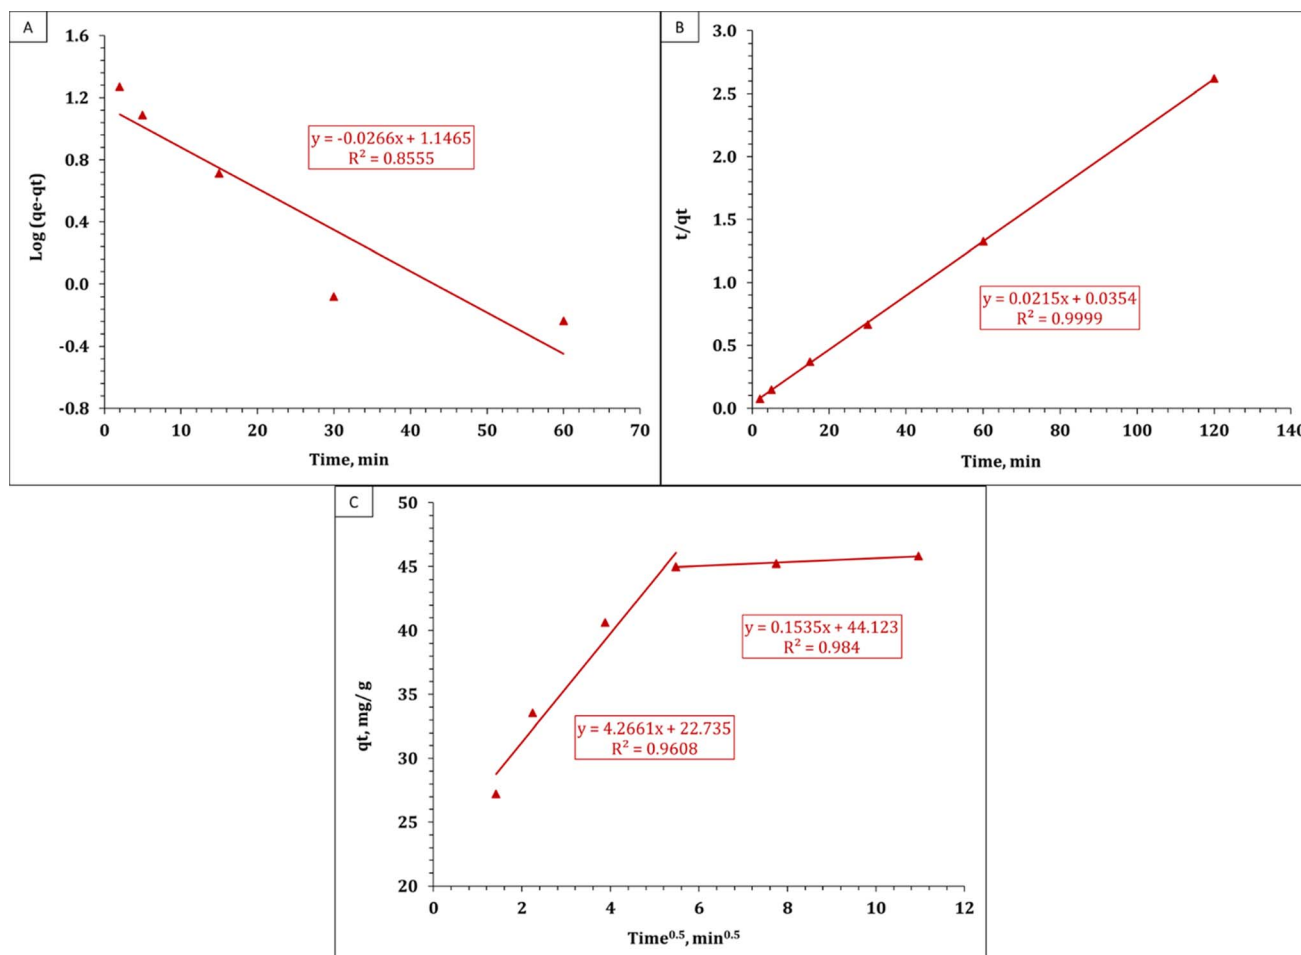 A
1.6
1.2
0.8
0.4
0.0
-0.4
-0.8
Log (qe-qt)
y = -0.0266x + 1.1465
R² = 0.8555
0 10 20 30 40 50 60 70
Time, min
B
3.0
2.5
2.0
1.5
1.0
0.5
0.0
t/qt
y = 0.0215x + 0.0354
R² = 0.9999
0 20 40 60 80 100 120 140
Time, min
C
50
45
40
35
30
25
20
qt, mg/ g
y = 0.1535x + 44.123
R² = 0.984
y = 4.2661x + 22.735
R² = 0.9608
0 2 4 6 8 10 12
Time⁰·⁵, min⁰·⁵